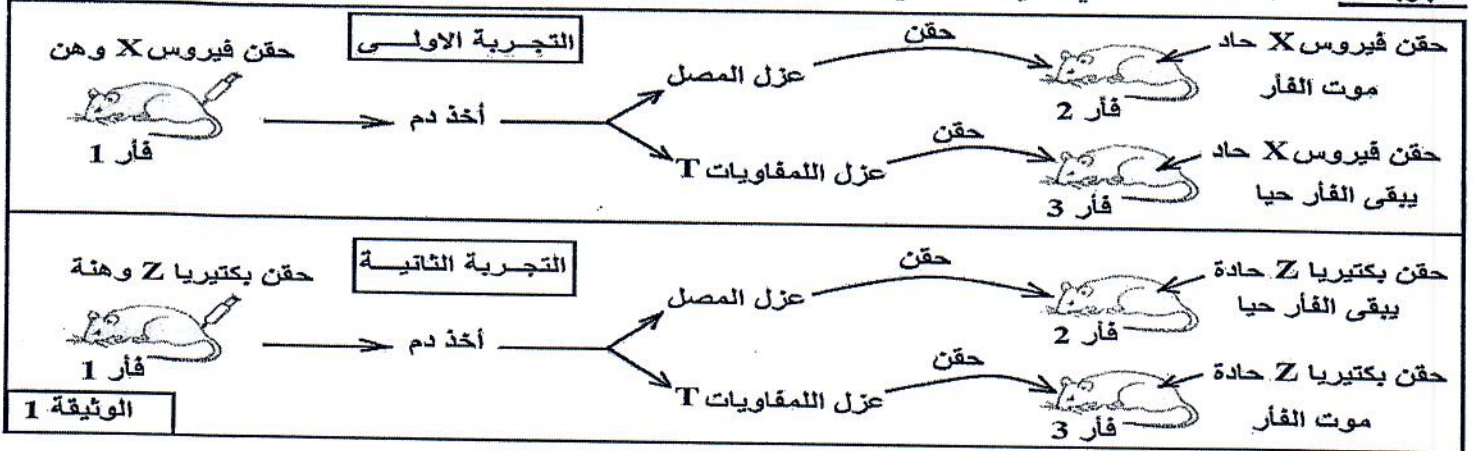 التجربة الاولى
حقن فيروس X وهن
فأر 1
أخذ دم
عزل المصل
حقن
فأر 2
حقن ڤيروس X حاد
موت الفأر
عزل اللمفاويات T
حقن
فأر 3
حقن ڤيروس X حاد
يبقى الفأر حيا
التجربة الثانية
حقن بكتيريا Z وهنة
فأر 1
أخذ دم
عزل المصل
حقن
فأر 2
حقن بكتيريا Z حادة
يبقى الفأر حيا
عزل اللمفاويات T
حقن
فأر 3
حقن بكتيريا Z حادة
موت الفأر
الوثيقة 1